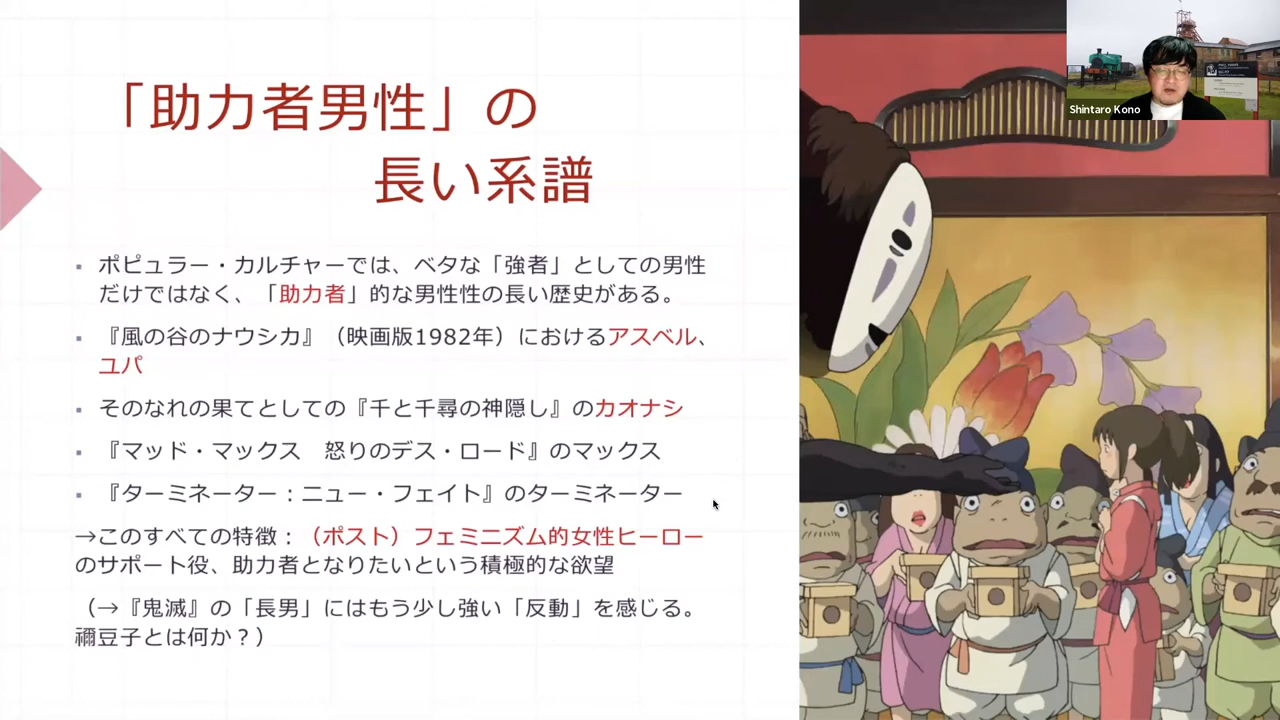 「助力者男性」の
長い系譜
▪ ポピュラー・カルチャーでは、ベタな「強者」としての男性
だけではなく、「助力者」的な男性性の長い歴史がある。
▪ 『風の谷のナウシカ』（映画版1982年）におけるアスベル、
ユパ
▪ そのなれの果てとしての『千と千尋の神隠し』のカオナシ
▪ 『マッド・マックス　怒りのデス・ロード』のマックス
▪ 『ターミネーター：ニュー・フェイト』のターミネーター
→このすべての特徴：（ポスト）フェミニズム的女性ヒーロー
のサポート役、助力者となりたいという積極的な欲望
（→『鬼滅』の「長男」にはもう少し強い「反動」を感じる。
禰豆子とは何か？）
Shintaro Kono